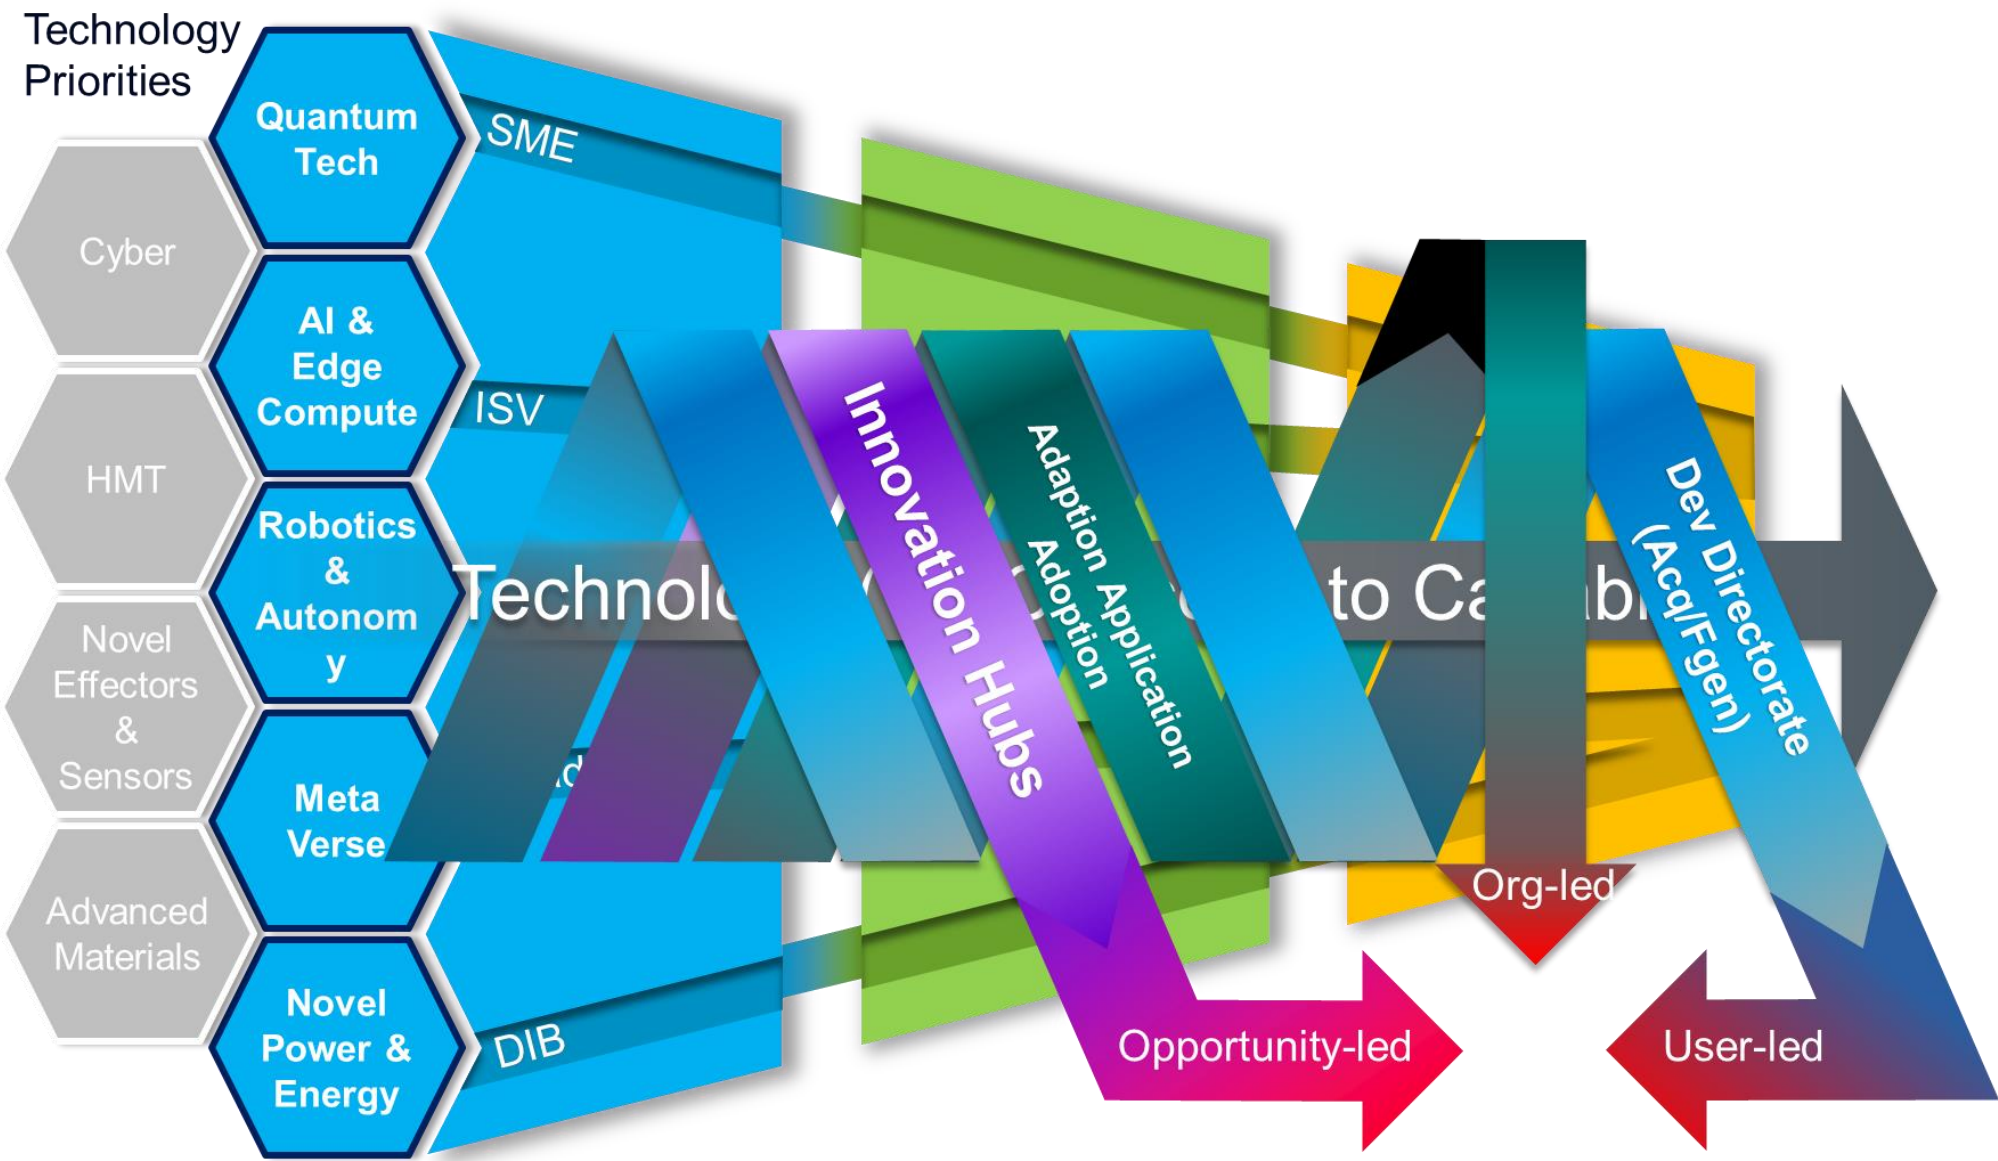 Technology
Priorities
Quantum
Tech
Cyber
AI &
Edge
Compute
HMT
Robotics
&
Autonom
y
Novel
Effectors
&
Sensors
Meta
Verse
Advanced
Materials
Novel
Power &
Energy
SME
ISV
DIB
to
Innovation Hubs
Adaption Application
Adoption
Dev Directorate
(Acq/Fgen)
Org-led
Opportunity-led
User-led